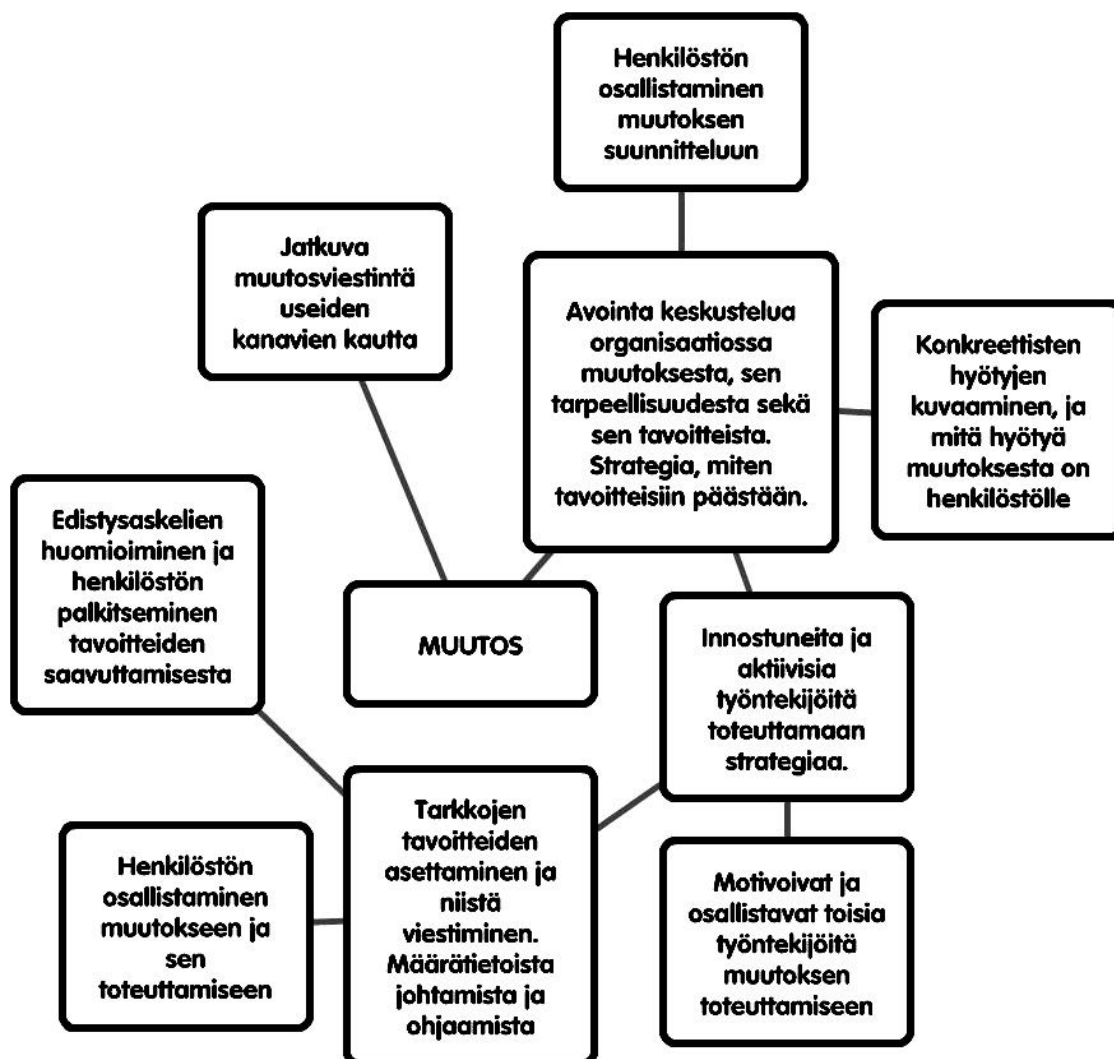 Henkilöstön
osallistaminen
muutoksen
suunnitteluun
Jatkuva
muutosviestintä
useiden
kanavien kautta
Avointa keskustelua
organisaatiossa
muutoksesta, sen
tarpeellisuudesta sekä
sen tavoitteista.
Strategia, miten
tavoitteisiin päästään.
Konkreettisten
hyötyjen
kuvaaminen, ja
mitä hyötyä
muutoksesta on
henkilöstölle
Edistysaskelien
huomioiminen ja
henkilöstön
palkitseminen
tavoitteiden
saavuttamisesta
MUUTOS
Innostuneita ja
aktiivisia
työntekijöitä
toteuttamaan
strategiaa.
Tarkkojen
tavoitteiden
asettaminen ja
niistä
viestiminen.
Määrätietoista
johtamista ja
ohjaamista
Henkilöstön
osallistaminen
muutokseen ja
sen
toteuttamiseen
Motivoivat ja
osallistavat toisia
työntekijöitä
muutoksen
toteuttamiseen